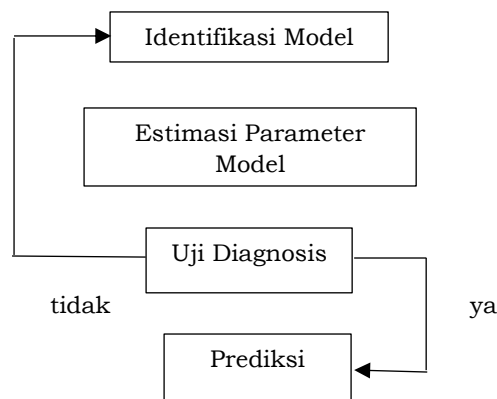 Identifikasi Model
Estimasi Parameter
Model
Uji Diagnosis
tidak
ya
Prediksi